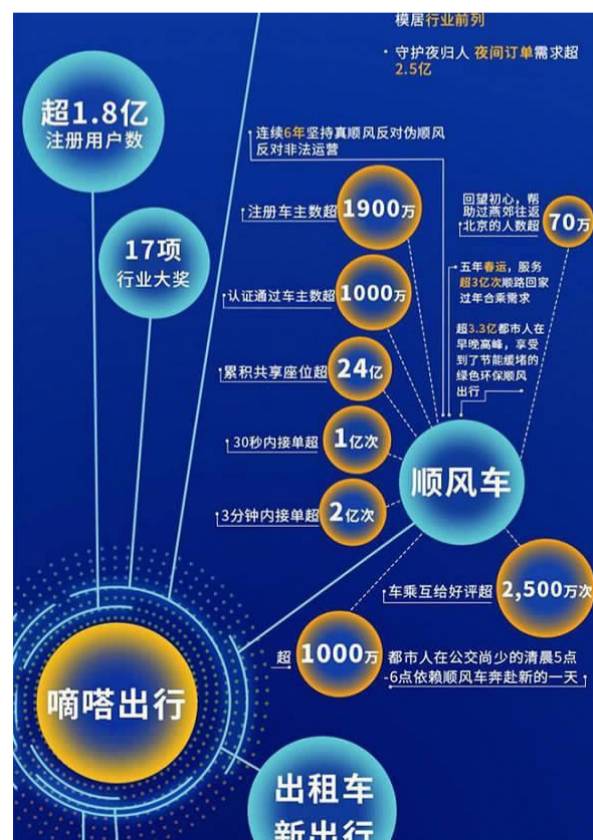 模居行业前列
· 守护夜归人 夜间订单需求超
2.5亿
超1.8亿
注册用户数
17项
行业大奖
连续6年坚持真顺风反对伪顺风
反对非法运营
注册车主数超
1900万
认证通过车主数超
1000万
累积共享座位超
24亿
30秒内接单超
1亿次
3分钟内接单超
2亿次
回望初心，帮
助过燕郊往返
北京的人数超
70万
五年春运，服务
超3亿次顺路回家
过年合乘需求
超3.3亿都市人在
早晚高峰，享受
到了节能缓堵的
绿色环保顺风
出行
顺风车
车乘互给好评超
2,500万次
超
1000万
都市人在公交尚少的清晨5点
-6点依赖顺风车奔赴新的一天
嘀嗒出行
出租车
新出行